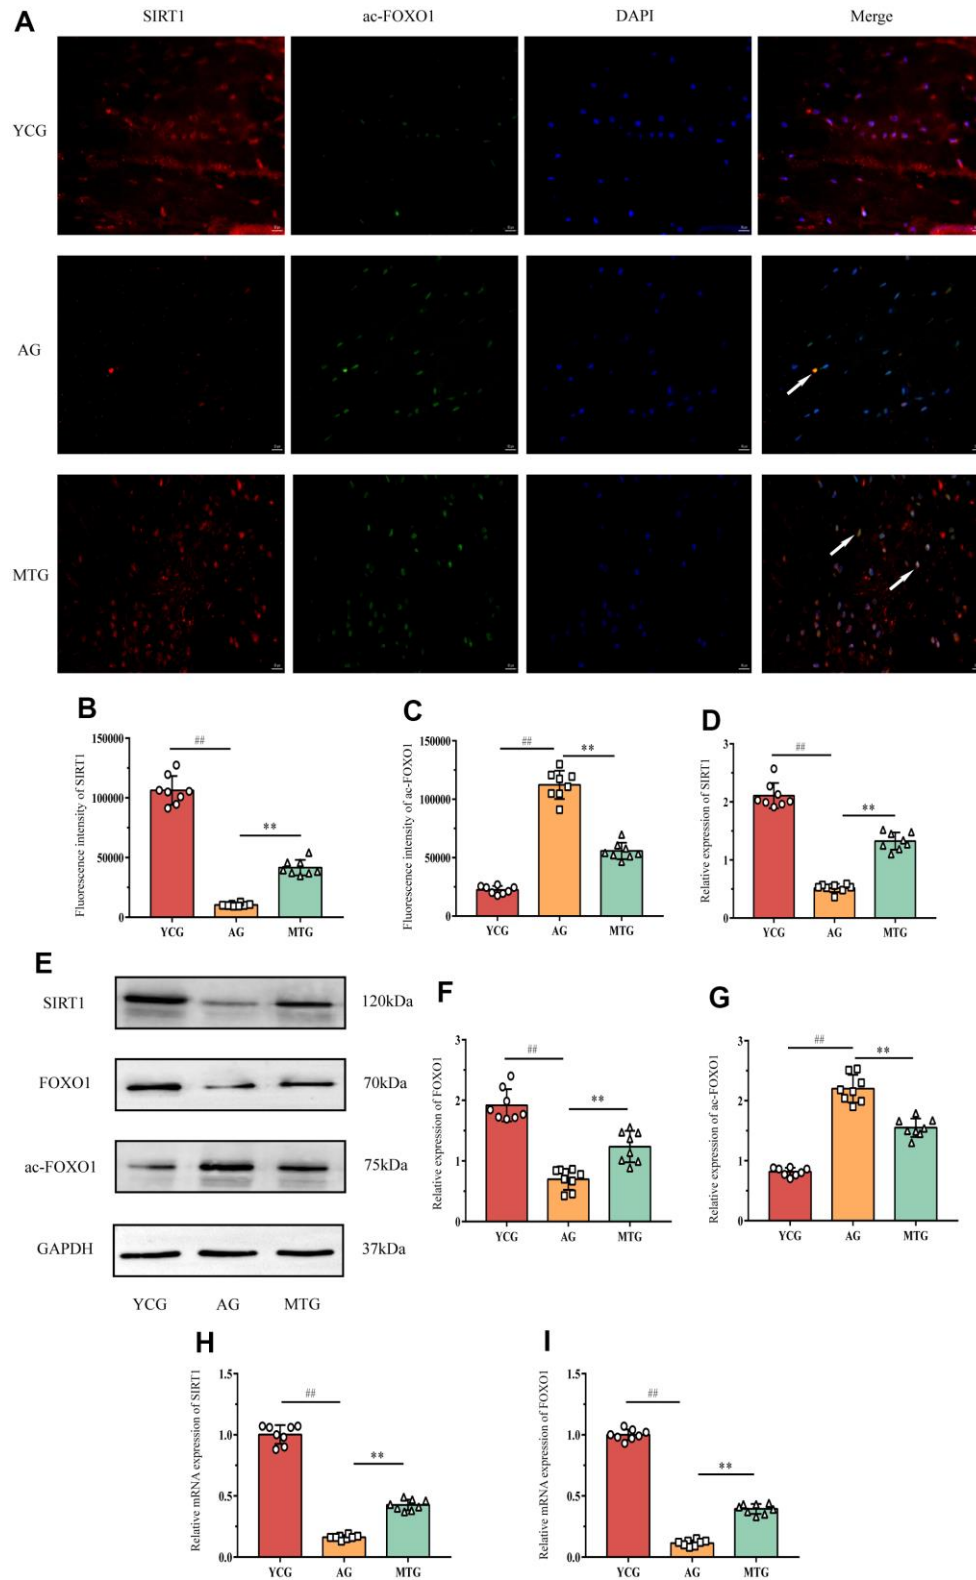 A
SIRT1 ac-FOXO1 DAPI Merge
YCG
AG
MTG
B
Fluorescence intensity of SIRT1
150000
100000
50000
0
##
**
YCG AG MTG
C
Fluorescence intensity of ac-FOXO1
150000
100000
50000
0
##
**
YCG AG MTG
D
Relative expression of SIRT1
3
2
1
0
##
**
YCG AG MTG
E
SIRT1 120kDa
FOXO1 70kDa
ac-FOXO1 75kDa
GAPDH 37kDa
YCG AG MTG
F
Relative expression of FOXO1
3
2
1
0
##
**
YCG AG MTG
G
Relative expression of ac-FOXO1
3
2
1
0
##
**
YCG AG MTG
H
Relative mRNA expression of SIRT1
1.5
1.0
0.5
0.0
##
**
YCG AG MTG
I
Relative mRNA expression of FOXO1
1.5
1.0
0.5
0.0
##
**
YCG AG MTG